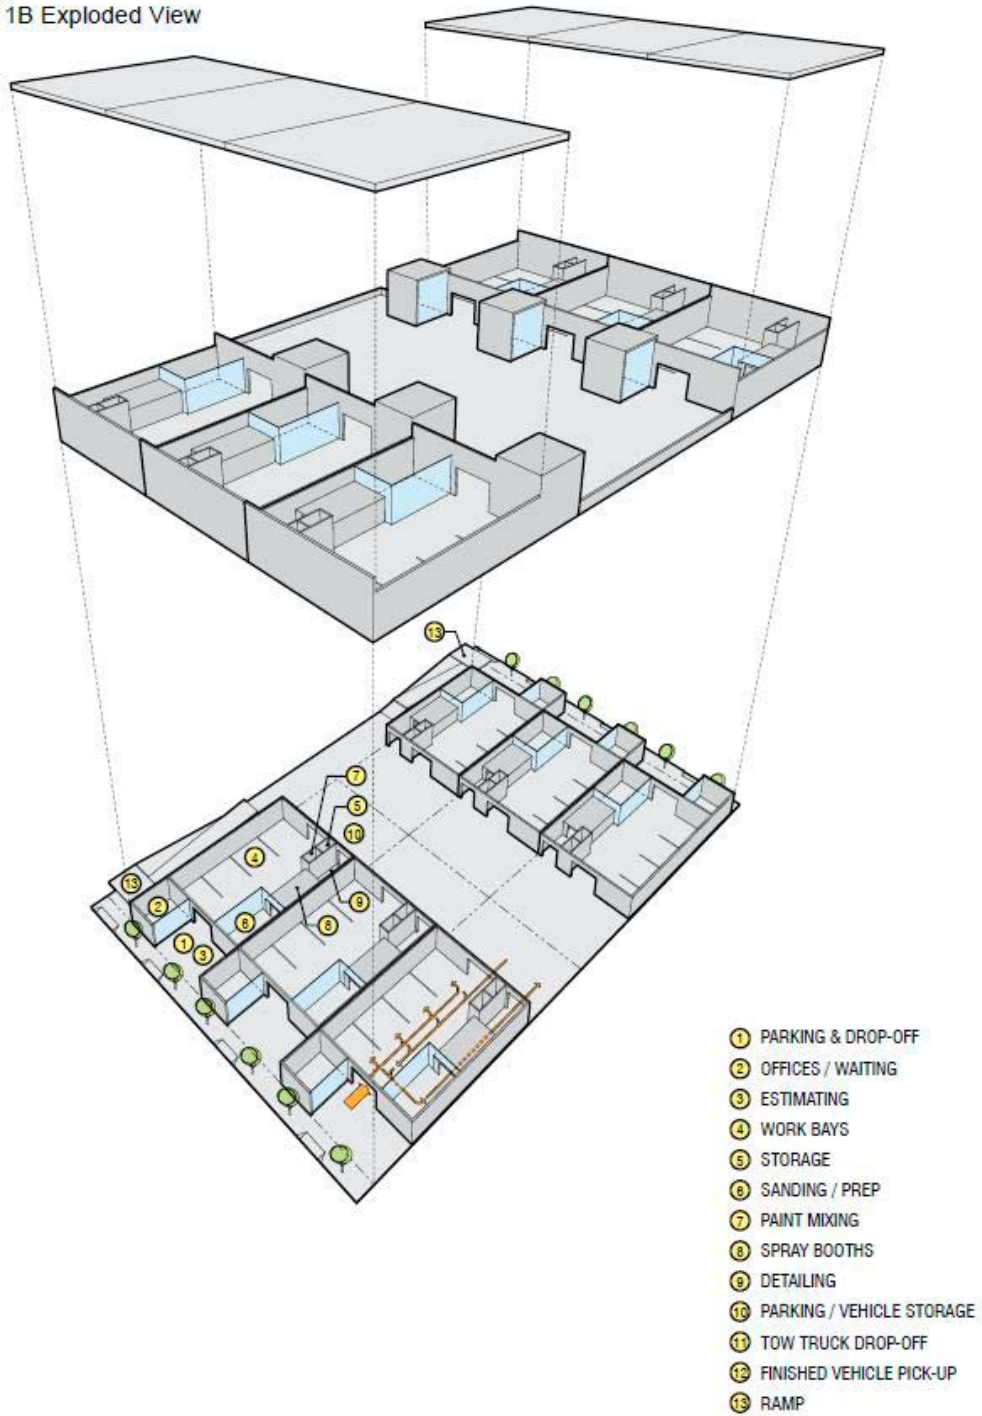 1B Exploded View
13
7
5
10
4
13
2
9
6
8
1
3
1 PARKING & DROP-OFF
2 OFFICES / WAITING
3 ESTIMATING
4 WORK BAYS
5 STORAGE
6 SANDING / PREP
7 PAINT MIXING
8 SPRAY BOOTHS
9 DETAILING
10 PARKING / VEHICLE STORAGE
11 TOW TRUCK DROP-OFF
12 FINISHED VEHICLE PICK-UP
13 RAMP